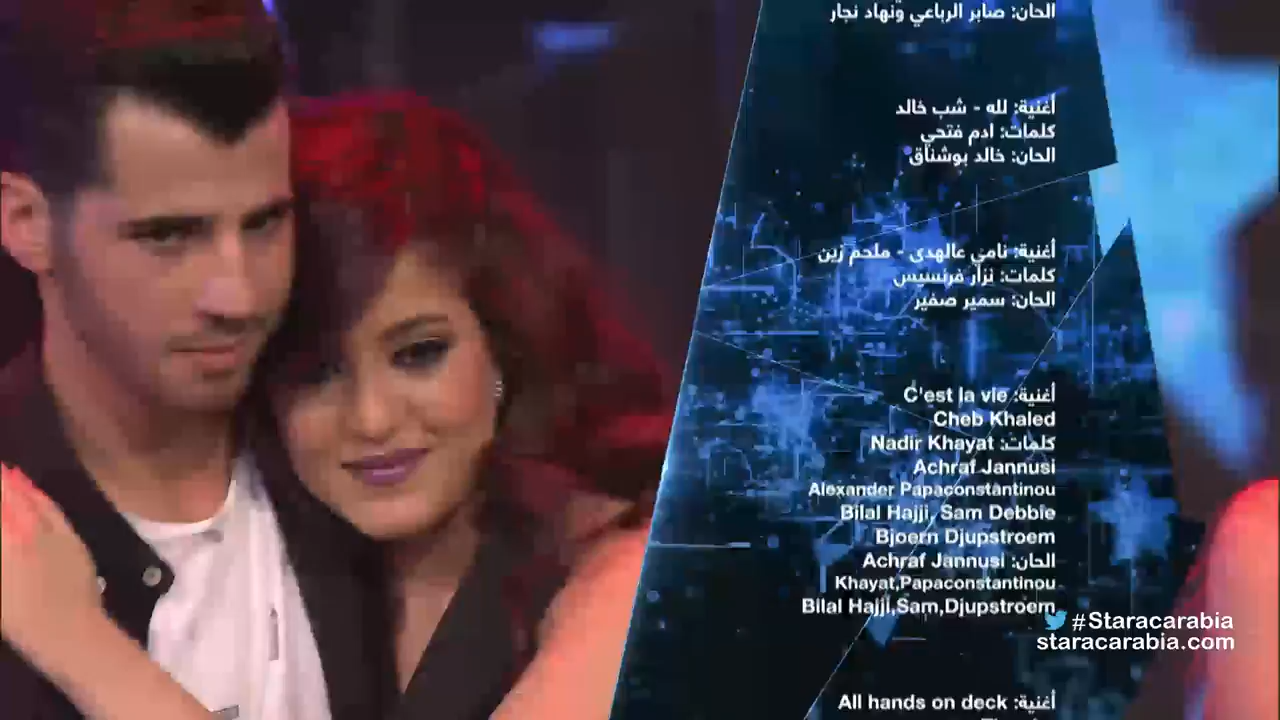 الحان: صابر الرباعي ونهاد نجار
أغنية: لله - شب خالد
كلمات: ادم فتحي
الحان: خالد بوشناق
أغنية: نامي عالهدى - ملحم زين
كلمات: نزار فرنسيس
الحان: سمير صفير
أغنية: C'est la vie
Cheb Khaled
كلمات: Nadir Khayat
Achraf Jannusi
Alexander Papaconstantinou
Bilal Hajji, Sam Debbie
Bjoern Djupstroem
الحان: Achraf Jannusi
Khayat,Papaconstantinou
Bilal Hajji,Sam,Djupstroem
#Staracarabia
staracarabia.com
أغنية: All hands on deck